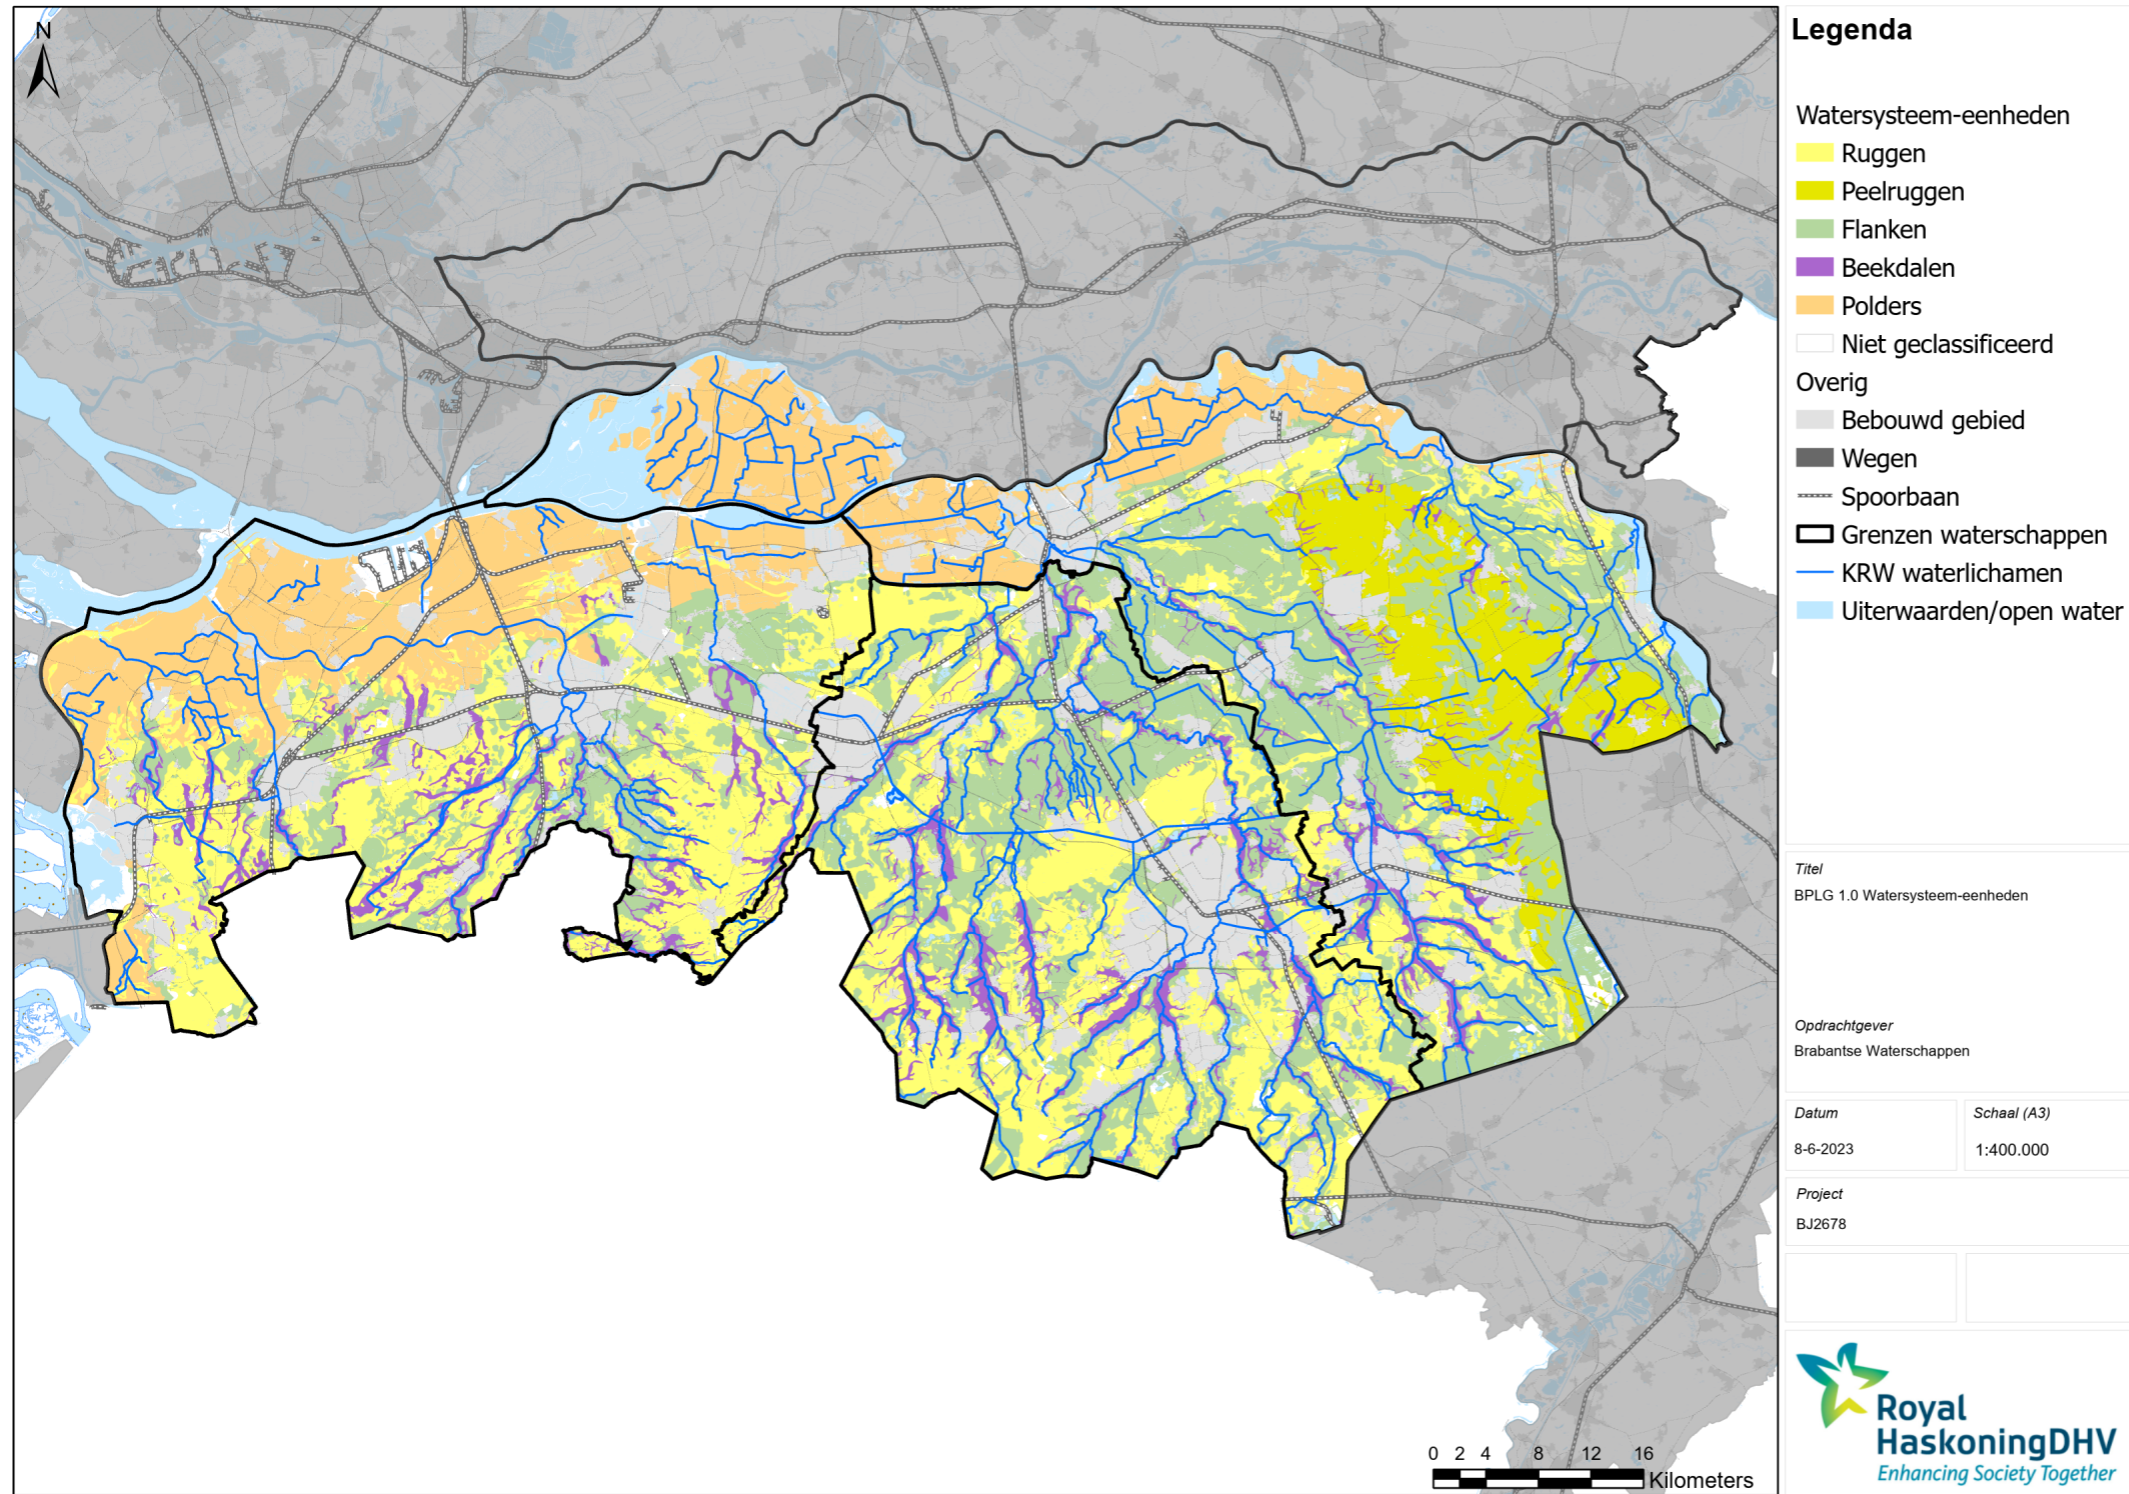 N
Legenda
Watersysteem-eenheden
Ruggen
Peelruggen
Flanken
Beekdalen
Polders
Niet geclassificeerd
Overig
Bebouwd gebied
Wegen
Spoorbaan
Grenzen waterschappen
KRW waterlichamen
Uiterwaarden/open water
Titel
BPLG 1.0 Watersysteem-eenheden
Opdrachtgever
Brabantse Waterschappen
Datum
8-6-2023
Schaal (A3)
1:400.000
Project
BJ2678
Royal
HaskoningDHV
Enhancing Society Together
0 2 4 8 12 16
Kilometers